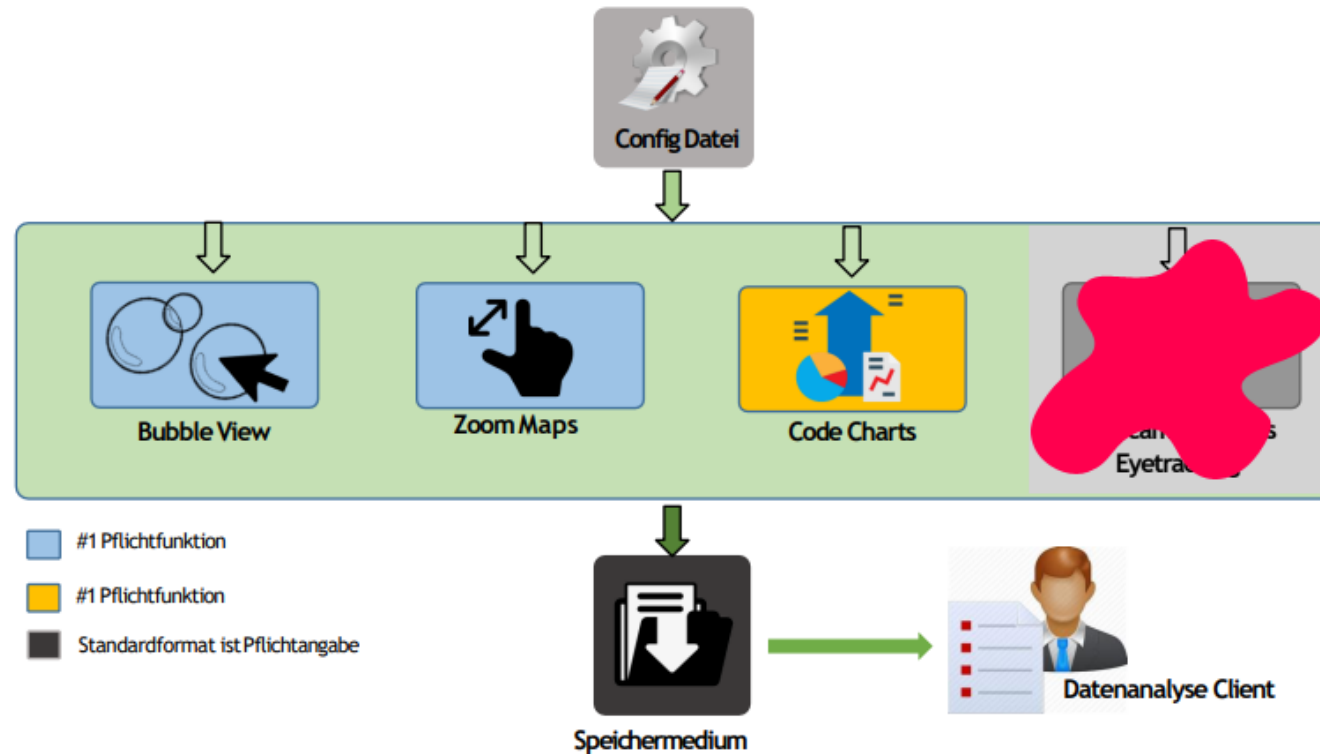 Config Datei
Bubble View
Zoom Maps
Code Charts
#1 Pflichtfunktion
#1 Pflichtfunktion
Standardformat ist Pflichtangabe
Speichermedium
Datenanalyse Client